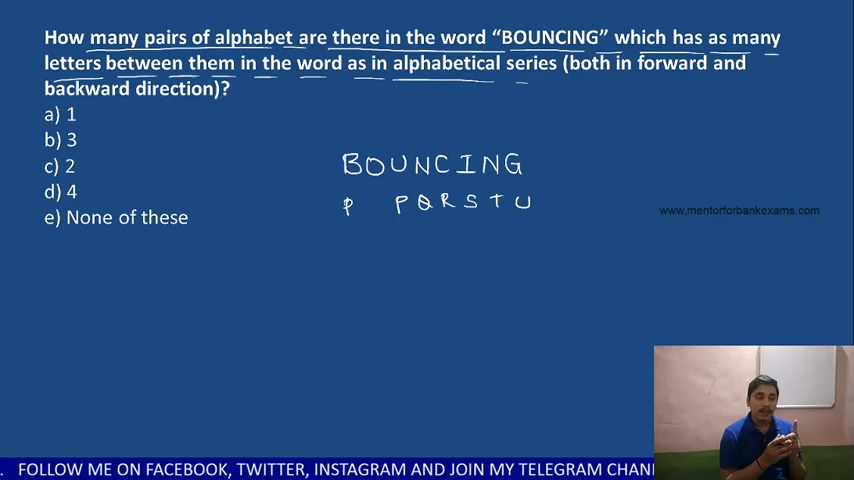 How many pairs of alphabet are there in the word “BOUNCING” which has as many
letters between them in the word as in alphabetical series (both in forward and
backward direction)?
a) 1
b) 3
c) 2
d) 4
e) None of these
BOUNCING
P PQRSTU
www.mentorforbankexams.com
. FOLLOW ME ON FACEBOOK, TWITTER, INSTAGRAM AND JOIN MY TELEGRAM CHAN